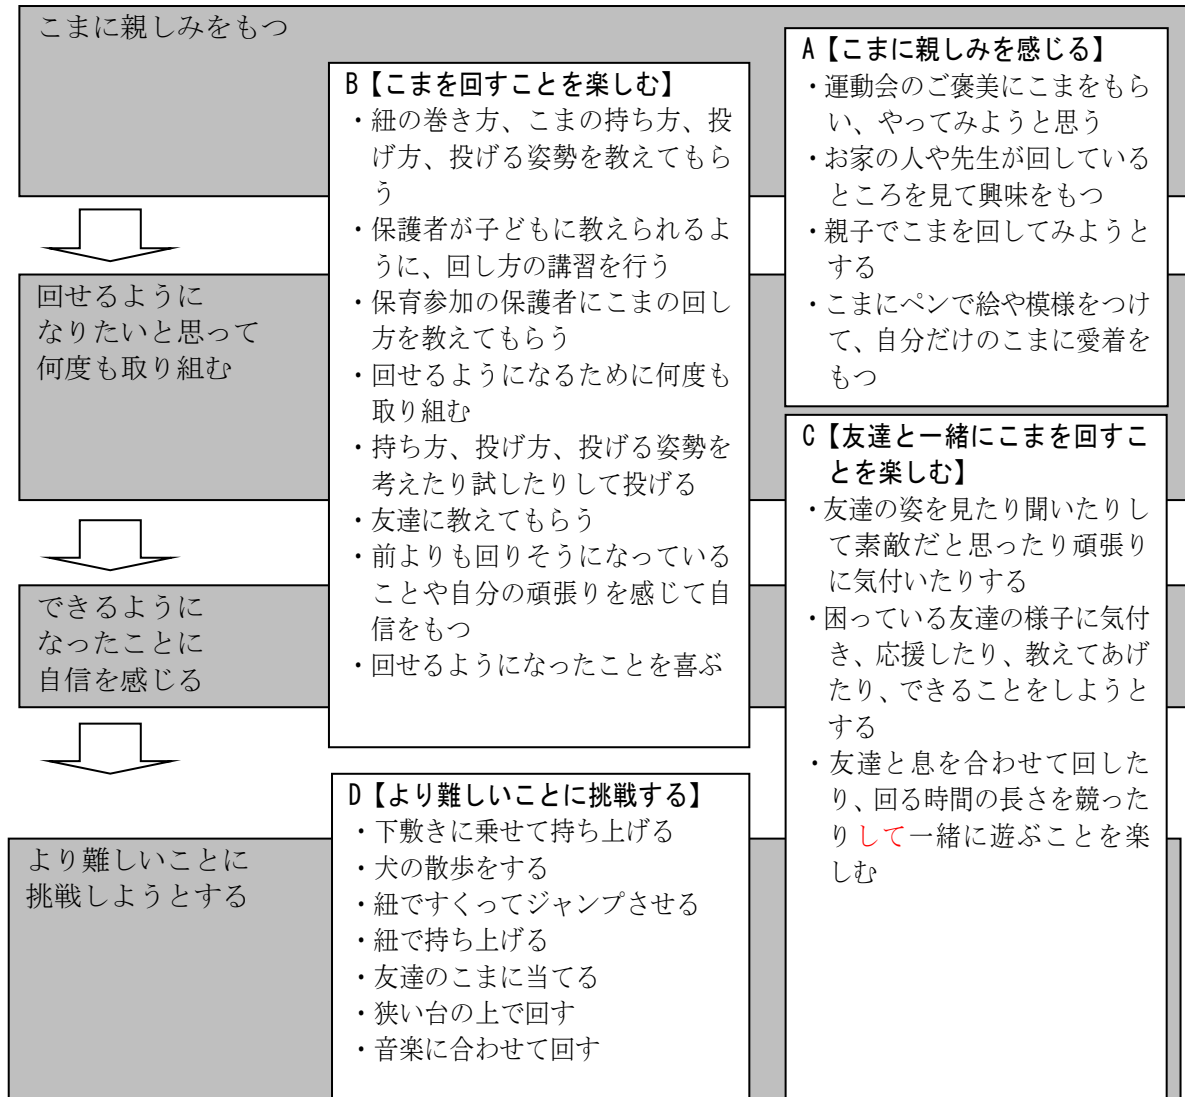 こまに親しみをもつ
A【こまに親しみを感じる】
・運動会のご褒美にこまをもら
い、やってみようと思う
・お家の人や先生が回している
ところを見て興味をもつ
・親子でこまを回してみようと
する
・こまにペンで絵や模様をつけ
て、自分だけのこまに愛着を
もつ
B【こまを回すことを楽しむ】
・紐の巻き方、こまの持ち方、投
げ方、投げる姿勢を教えてもら
う
・保護者が子どもに教えられるよ
うに、回し方の講習を行う
・保育参加の保護者にこまの回し
方を教えてもらう
・回せるようになるために何度も
取り組む
・持ち方、投げ方、投げる姿勢を
考えたり試したりして投げる
・友達に教えてもらう
・前よりも回りそうになっている
ことや自分の頑張りを感じて自
信をもつ
・回せるようになったことを喜ぶ
回せるように
なりたいと思って
何度も取り組む
C【友達と一緒にこまを回すこ
とを楽しむ】
・友達の姿を見たり聞いたりし
て素敵だと思ったり頑張り
に気付いたりする
・困っている友達の様子に気付
き、応援したり、教えてあげ
たり、できることをしようと
する
・友達と息を合わせて回した
り、回る時間の長さを競った
りして一緒に遊ぶことを楽
しむ
できるように
なったことに
自信を感じる
D【より難しいことに挑戦する】
・下敷きに乗せて持ち上げる
・犬の散歩をする
・紐ですくってジャンプさせる
・紐で持ち上げる
・友達のこまに当てる
・狭い台の上で回す
・音楽に合わせて回す
より難しいことに
挑戦しようとする